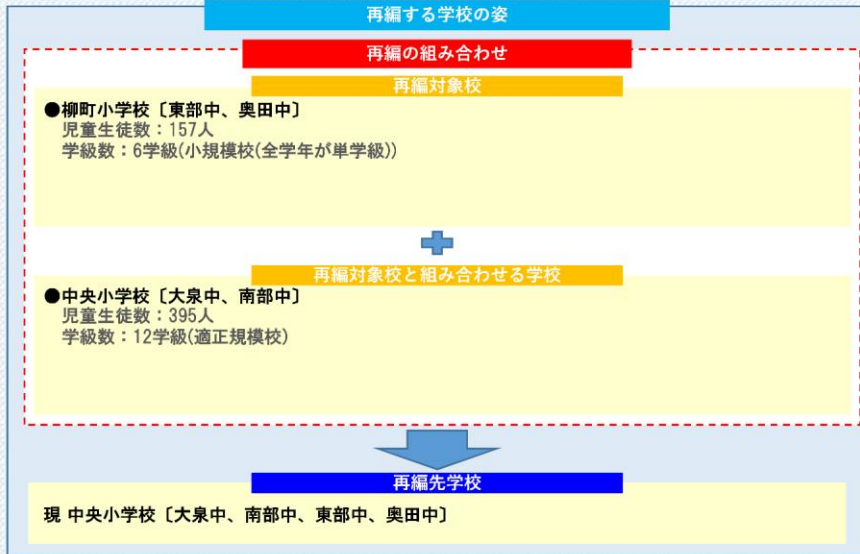 再編する学校の姿
再編の組み合わせ
再編対象校
●柳町小学校〔東部中、奥田中〕
児童生徒数：157人
学級数：6学級(小規模校(全学年が単学級))
再編対象校と組み合わせる学校
●中央小学校〔大泉中、南部中〕
児童生徒数：395人
学級数：12学級(適正規模校)
再編先学校
現 中央小学校〔大泉中、南部中、東部中、奥田中〕